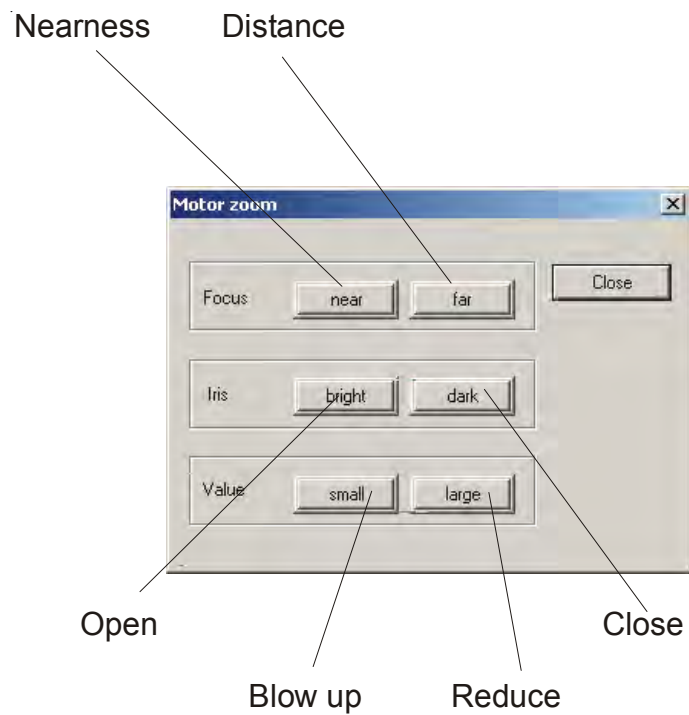 Nearness Distance
Motor zoom
Focus near far Close
Iris bright dark
Value small large
Open Close
Blow up Reduce